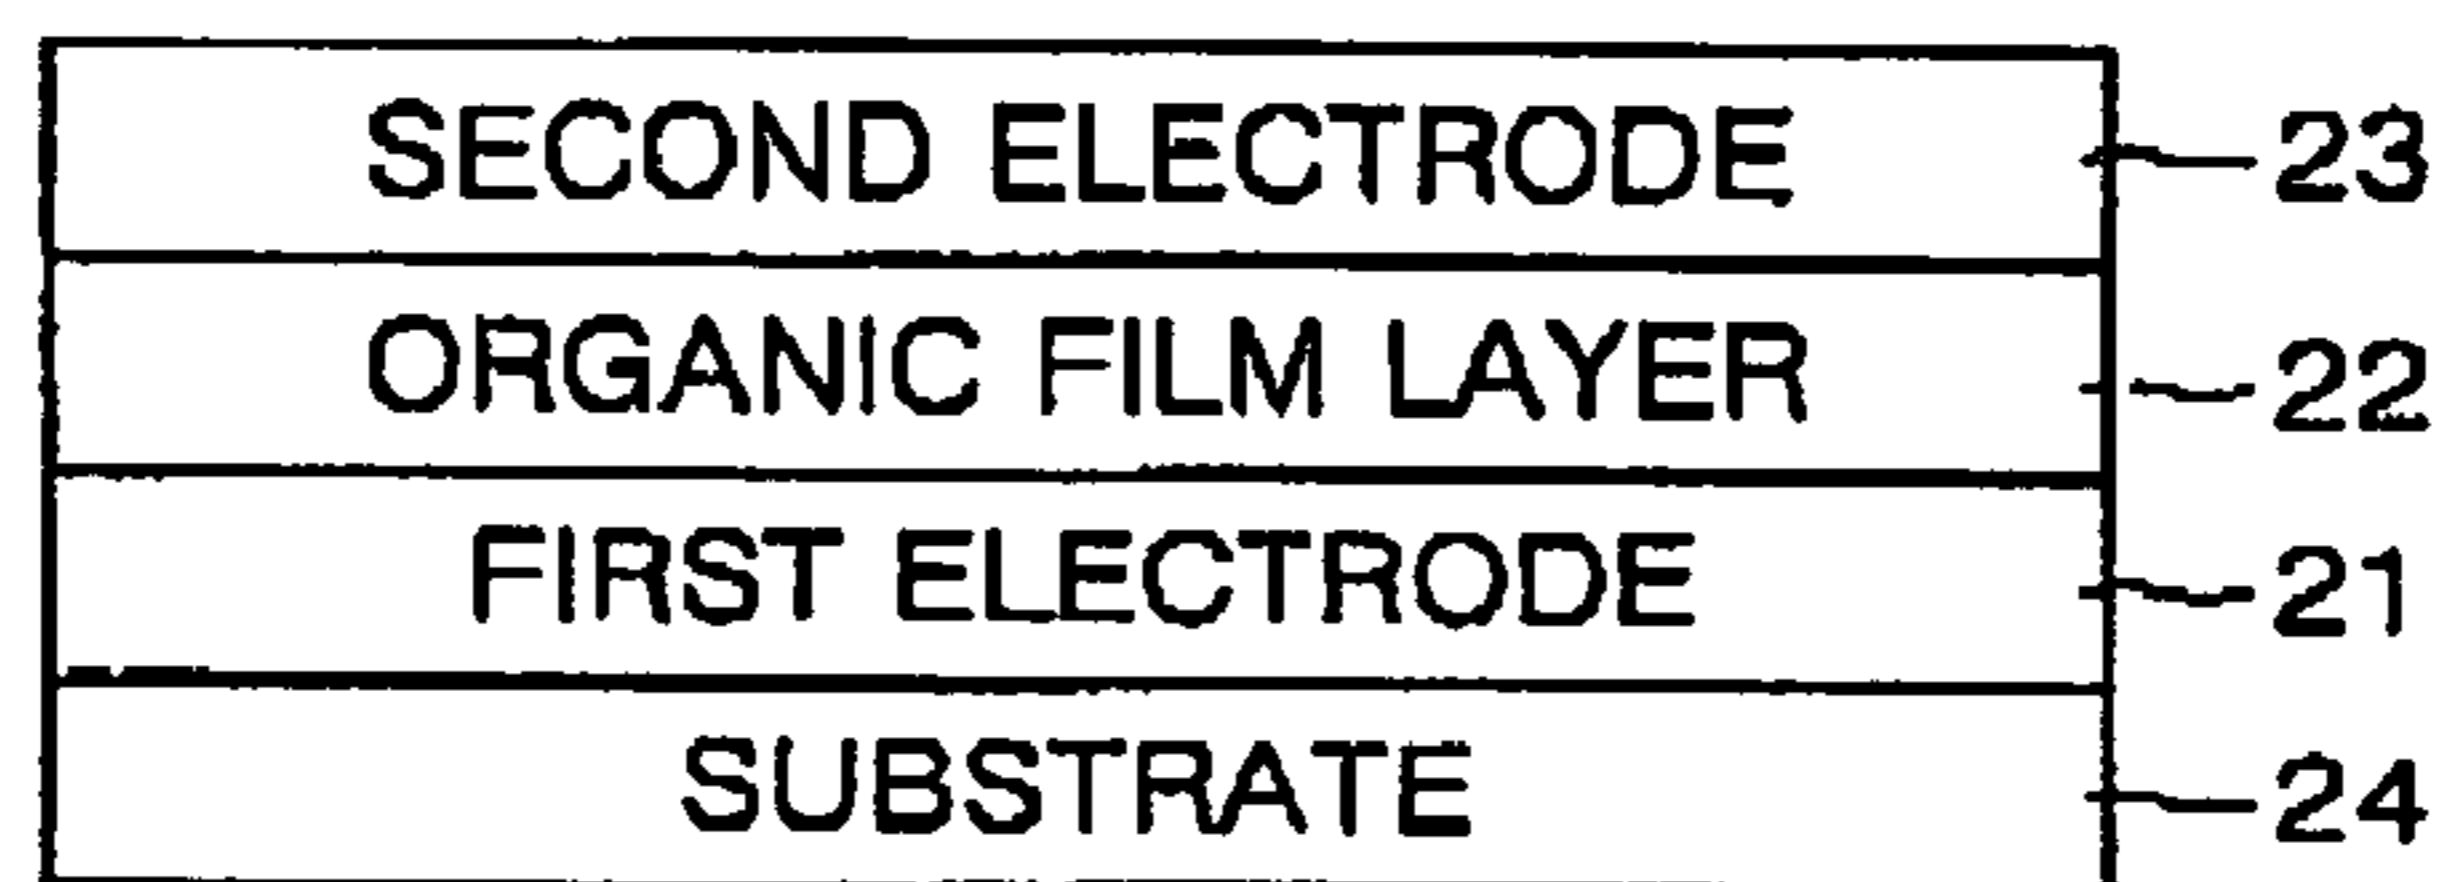 SECOND ELECTRODE 23
ORGANIC FILM LAYER 22
FIRST ELECTRODE 21
SUBSTRATE 24